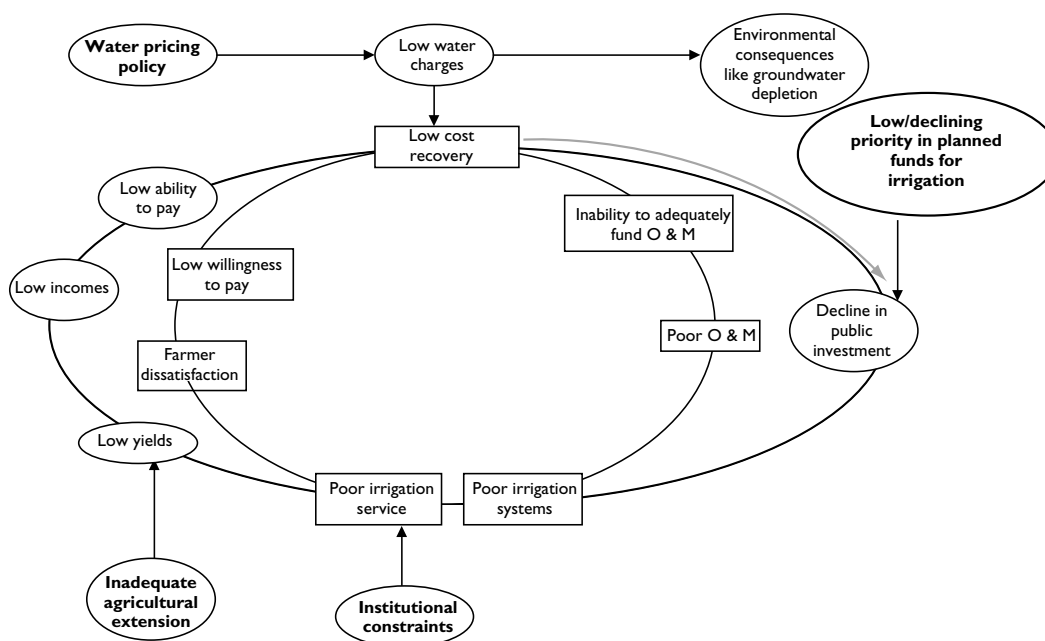 Water pricing
policy
Low water
charges
Environmental
consequences
like groundwater
depletion
Low/declining
priority in planned
funds for
irrigation
Low cost
recovery
Low ability
to pay
Inability to adequately
fund O & M
Low willingness
to pay
Low incomes
Decline in
public
investment
Poor O & M
Farmer
dissatisfaction
Low yields
Poor irrigation
service
Poor irrigation
systems
Inadequate
agricultural
extension
Institutional
constraints